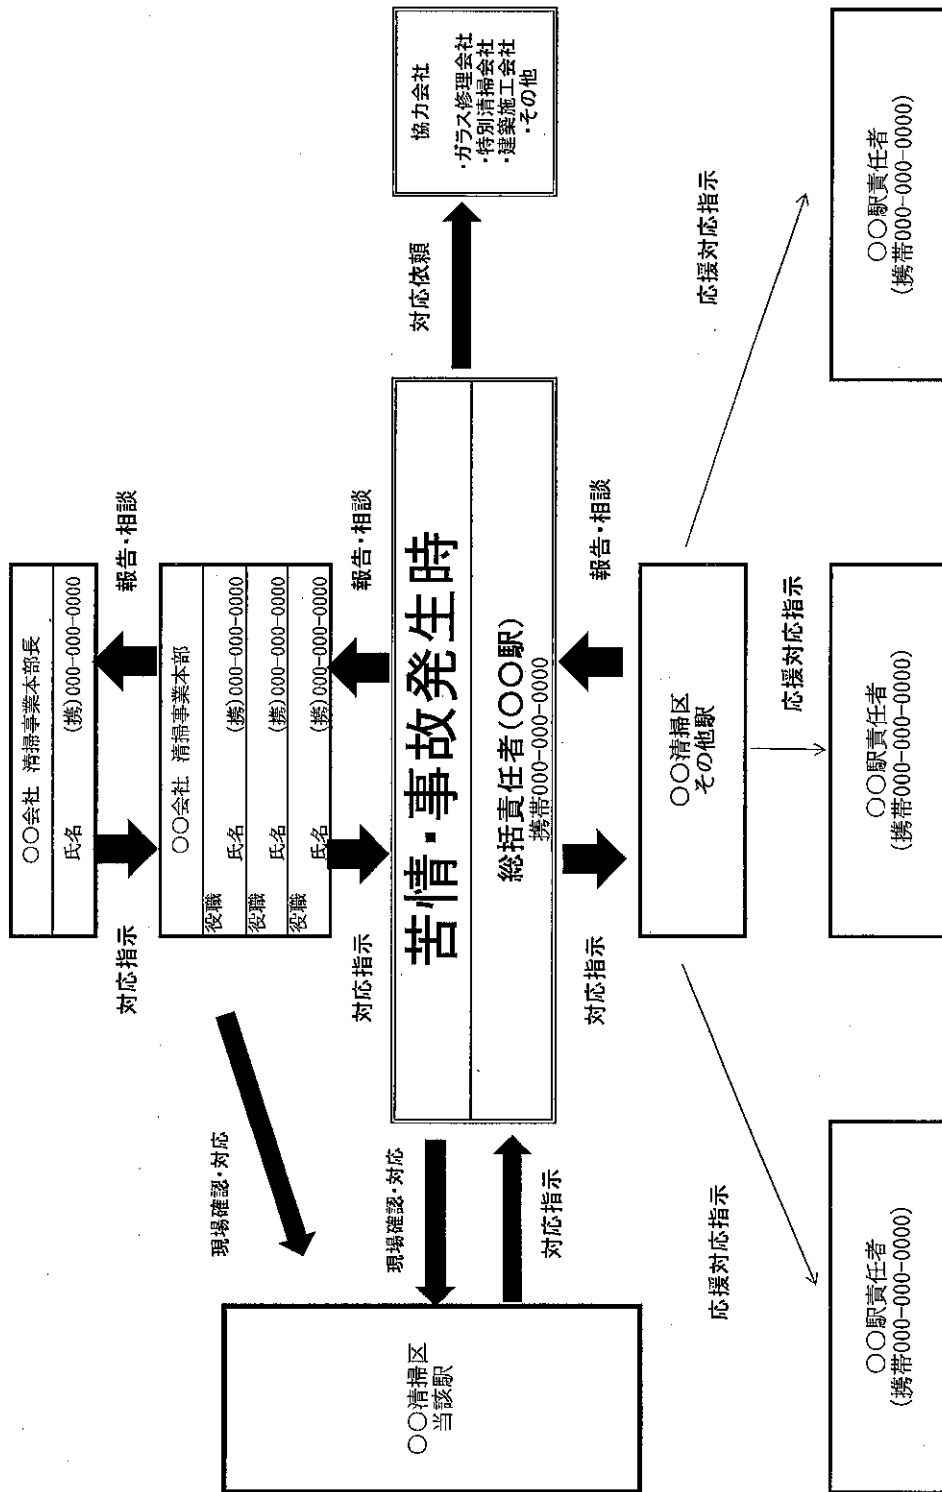 〇〇会社 清掃事業本部長
氏名 (携)000-000-0000
対応指示
報告・相談
〇〇会社 清掃事業本部
役職 氏名 (携)000-000-0000
役職 氏名 (携)000-000-0000
役職 氏名 (携)000-000-0000
現場確認・対応
対応指示
報告・相談
苦情・事故発生時
総括責任者(〇〇駅)
携帯000-000-0000
現場確認・対応
対応指示
〇〇清掃区
当該駅
対応依頼
協力会社
・ガラス修理会社
・特別清掃会社
・建築施工会社
・その他
対応指示
報告・相談
〇〇清掃区
その他駅
応援対応指示
応援対応指示
応援対応指示
〇〇駅責任者
(携帯000-000-0000)
〇〇駅責任者
(携帯000-000-0000)
〇〇駅責任者
(携帯000-000-0000)